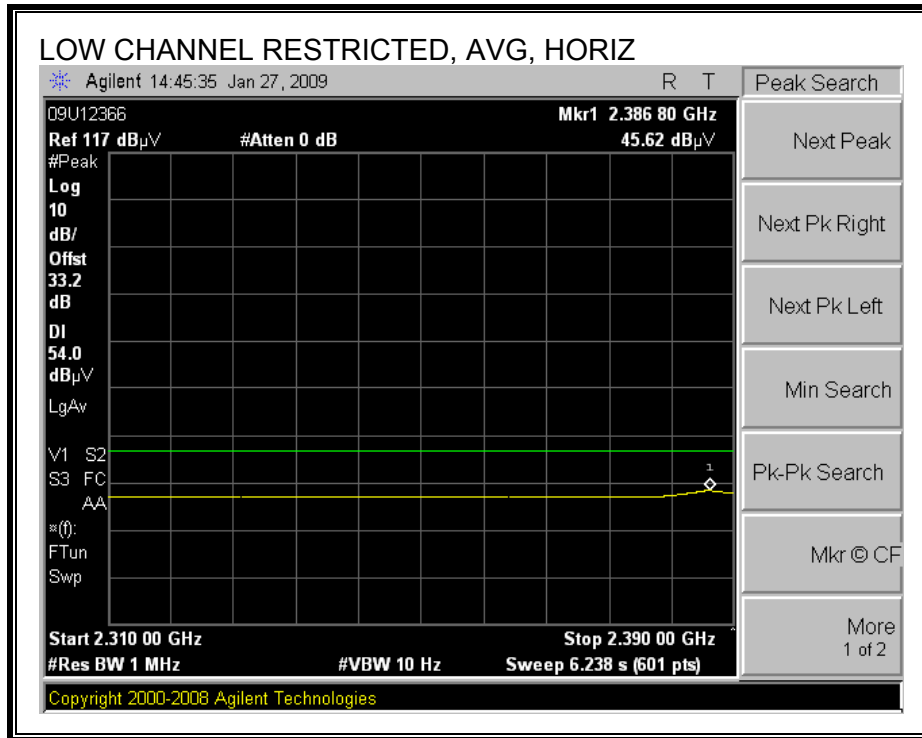 LOW CHANNEL RESTRICTED, AVG, HORIZ
Agilent 14:45:35 Jan 27, 2009 R T
Peak Search
09U12366
Mkr1 2.386 80 GHz
Ref 117 dBµV #Atten 0 dB 45.62 dBµV
#Peak
Log
10
dB/
Offst
33.2
dB
DI
54.0
dBµV
LgAv
V1 S2
S3 FC
AA
¤(f):
FTun
Swp
1
Start 2.310 00 GHz Stop 2.390 00 GHz
#Res BW 1 MHz #VBW 10 Hz Sweep 6.238 s (601 pts)
Next Peak
Next Pk Right
Next Pk Left
Min Search
Pk-Pk Search
Mkr © CF
More
1 of 2
Copyright 2000-2008 Agilent Technologies